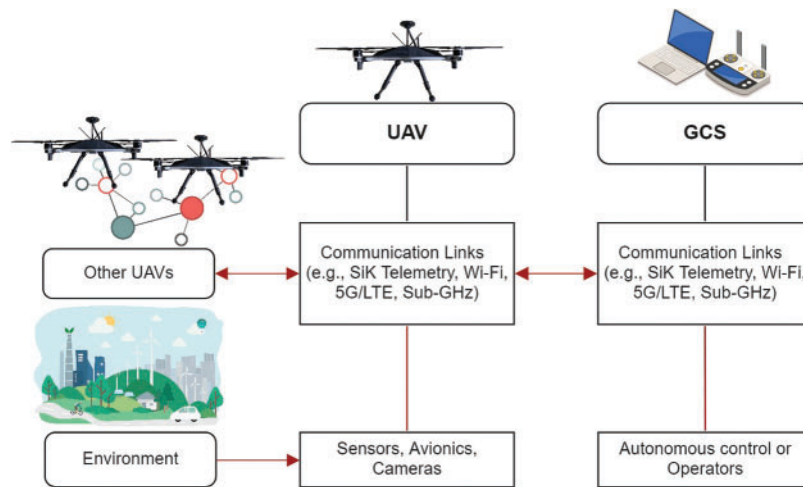 UAV
GCS
Other UAVs
Communication Links
(e.g., SiK Telemetry, Wi-Fi,
5G/LTE, Sub-GHz)
Communication Links
(e.g., SiK Telemetry, Wi-Fi,
5G/LTE, Sub-GHz)
Environment
Sensors, Avionics,
Cameras
Autonomous control or
Operators